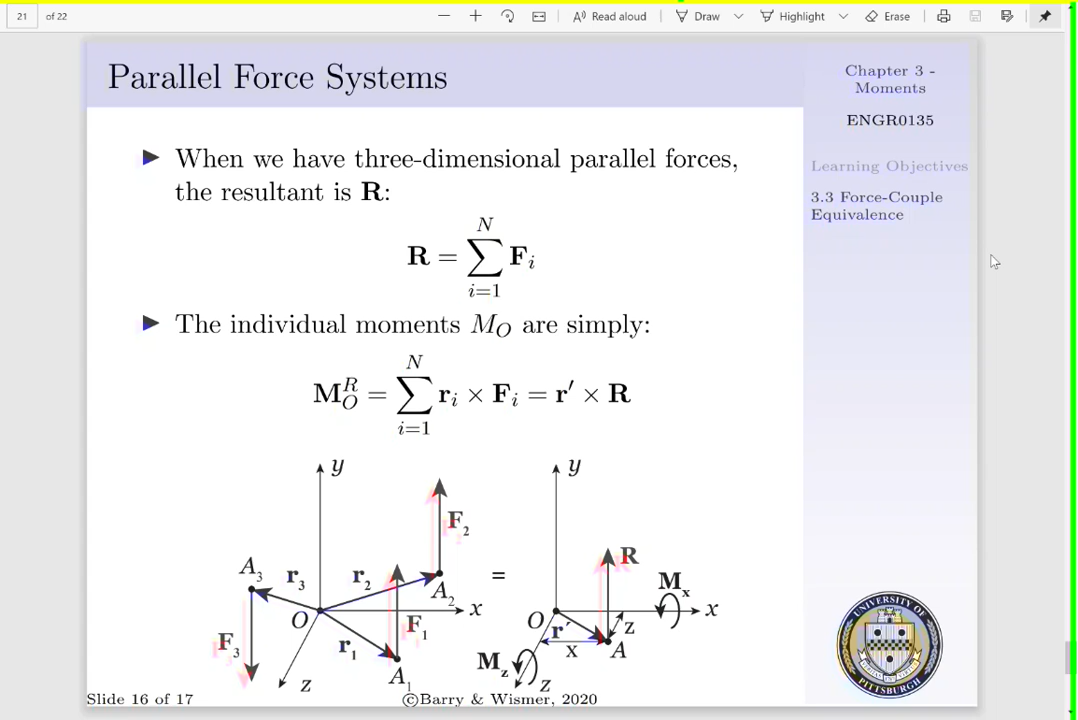 21 of 22 Read aloud Draw Highlight Erase
Parallel Force Systems
Chapter 3 -
Moments
ENGR0135
Learning Objectives
3.3 Force-Couple
Equivalence
When we have three-dimensional parallel forces,
the resultant is R:
R = ∑_{i=1}^{N} F_i
The individual moments M_O are simply:
M_O^R = ∑_{i=1}^{N} r_i × F_i = r′ × R
y
F_2
A_3
r_3
r_2
A_2
x
O
F_1
F_3
r_1
A_1
z
=
y
R
M_x
O
x
r′
z
x
A
M_z
z
UNIVERSITY OF
PITTSBURGH
Slide 16 of 17 ©Barry & Wismer, 2020